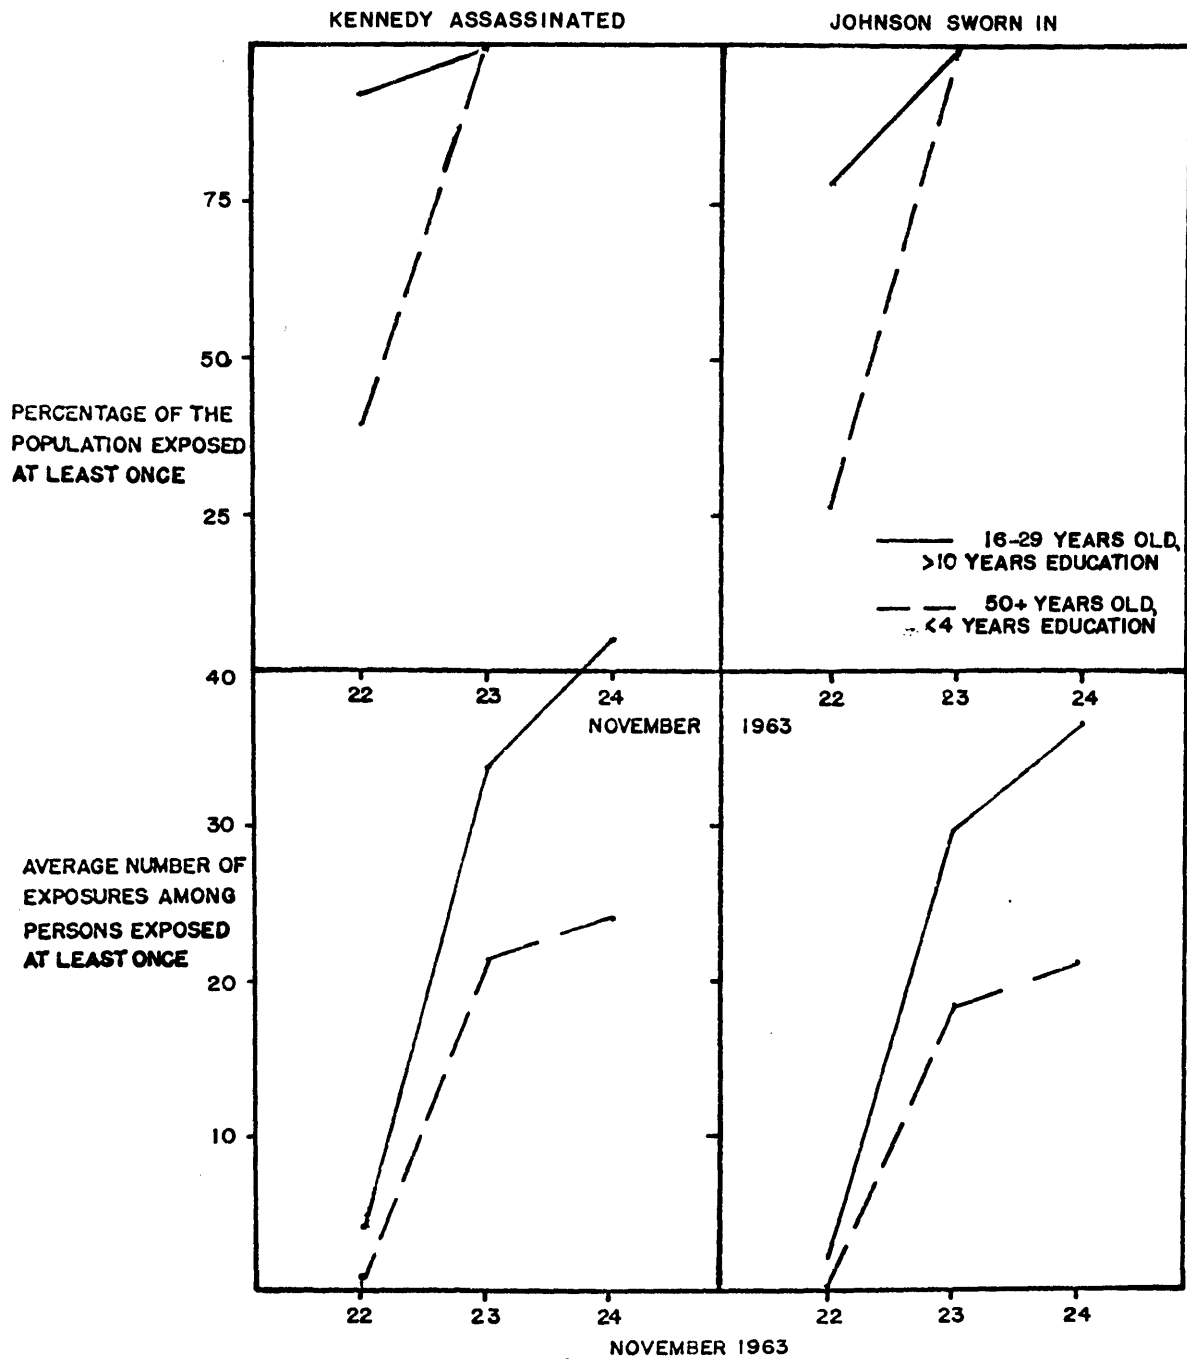 KENNEDY ASSASSINATED
JOHNSON SWORN IN
75
50
PERCENTAGE OF THE
POPULATION EXPOSED
AT LEAST ONCE
25
16-29 YEARS OLD,
>10 YEARS EDUCATION
50+ YEARS OLD,
<4 YEARS EDUCATION
40
22 23 24 22 23 24
NOVEMBER 1963
30
AVERAGE NUMBER OF
EXPOSURES AMONG
PERSONS EXPOSED
AT LEAST ONCE
20
10
22 23 24 22 23 24
NOVEMBER 1963